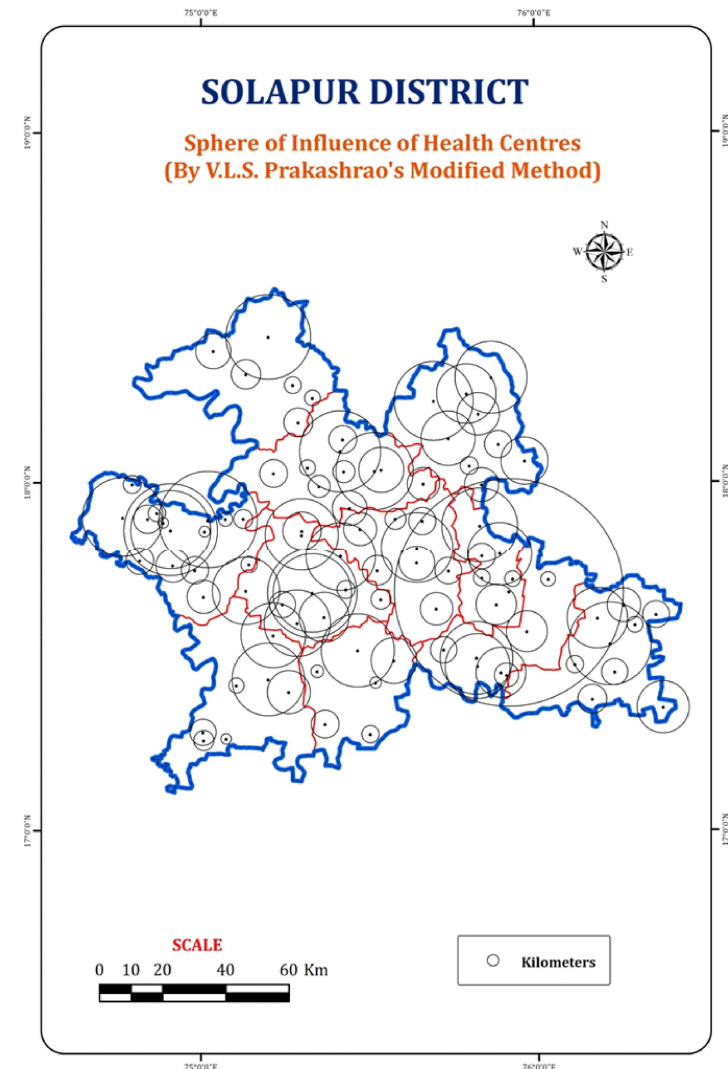 75°0'0"E 76°0'0"E
SOLAPUR DISTRICT
19°0'0"N 19°0'0"N
Sphere of Influence of Health Centres
(By V.L.S. Prakashrao's Modified Method)
N
W E
S
18°0'0"N 18°0'0"N
17°0'0"N 17°0'0"N
SCALE
0 10 20 40 60 Km
Kilometers
75°0'0"E 76°0'0"E